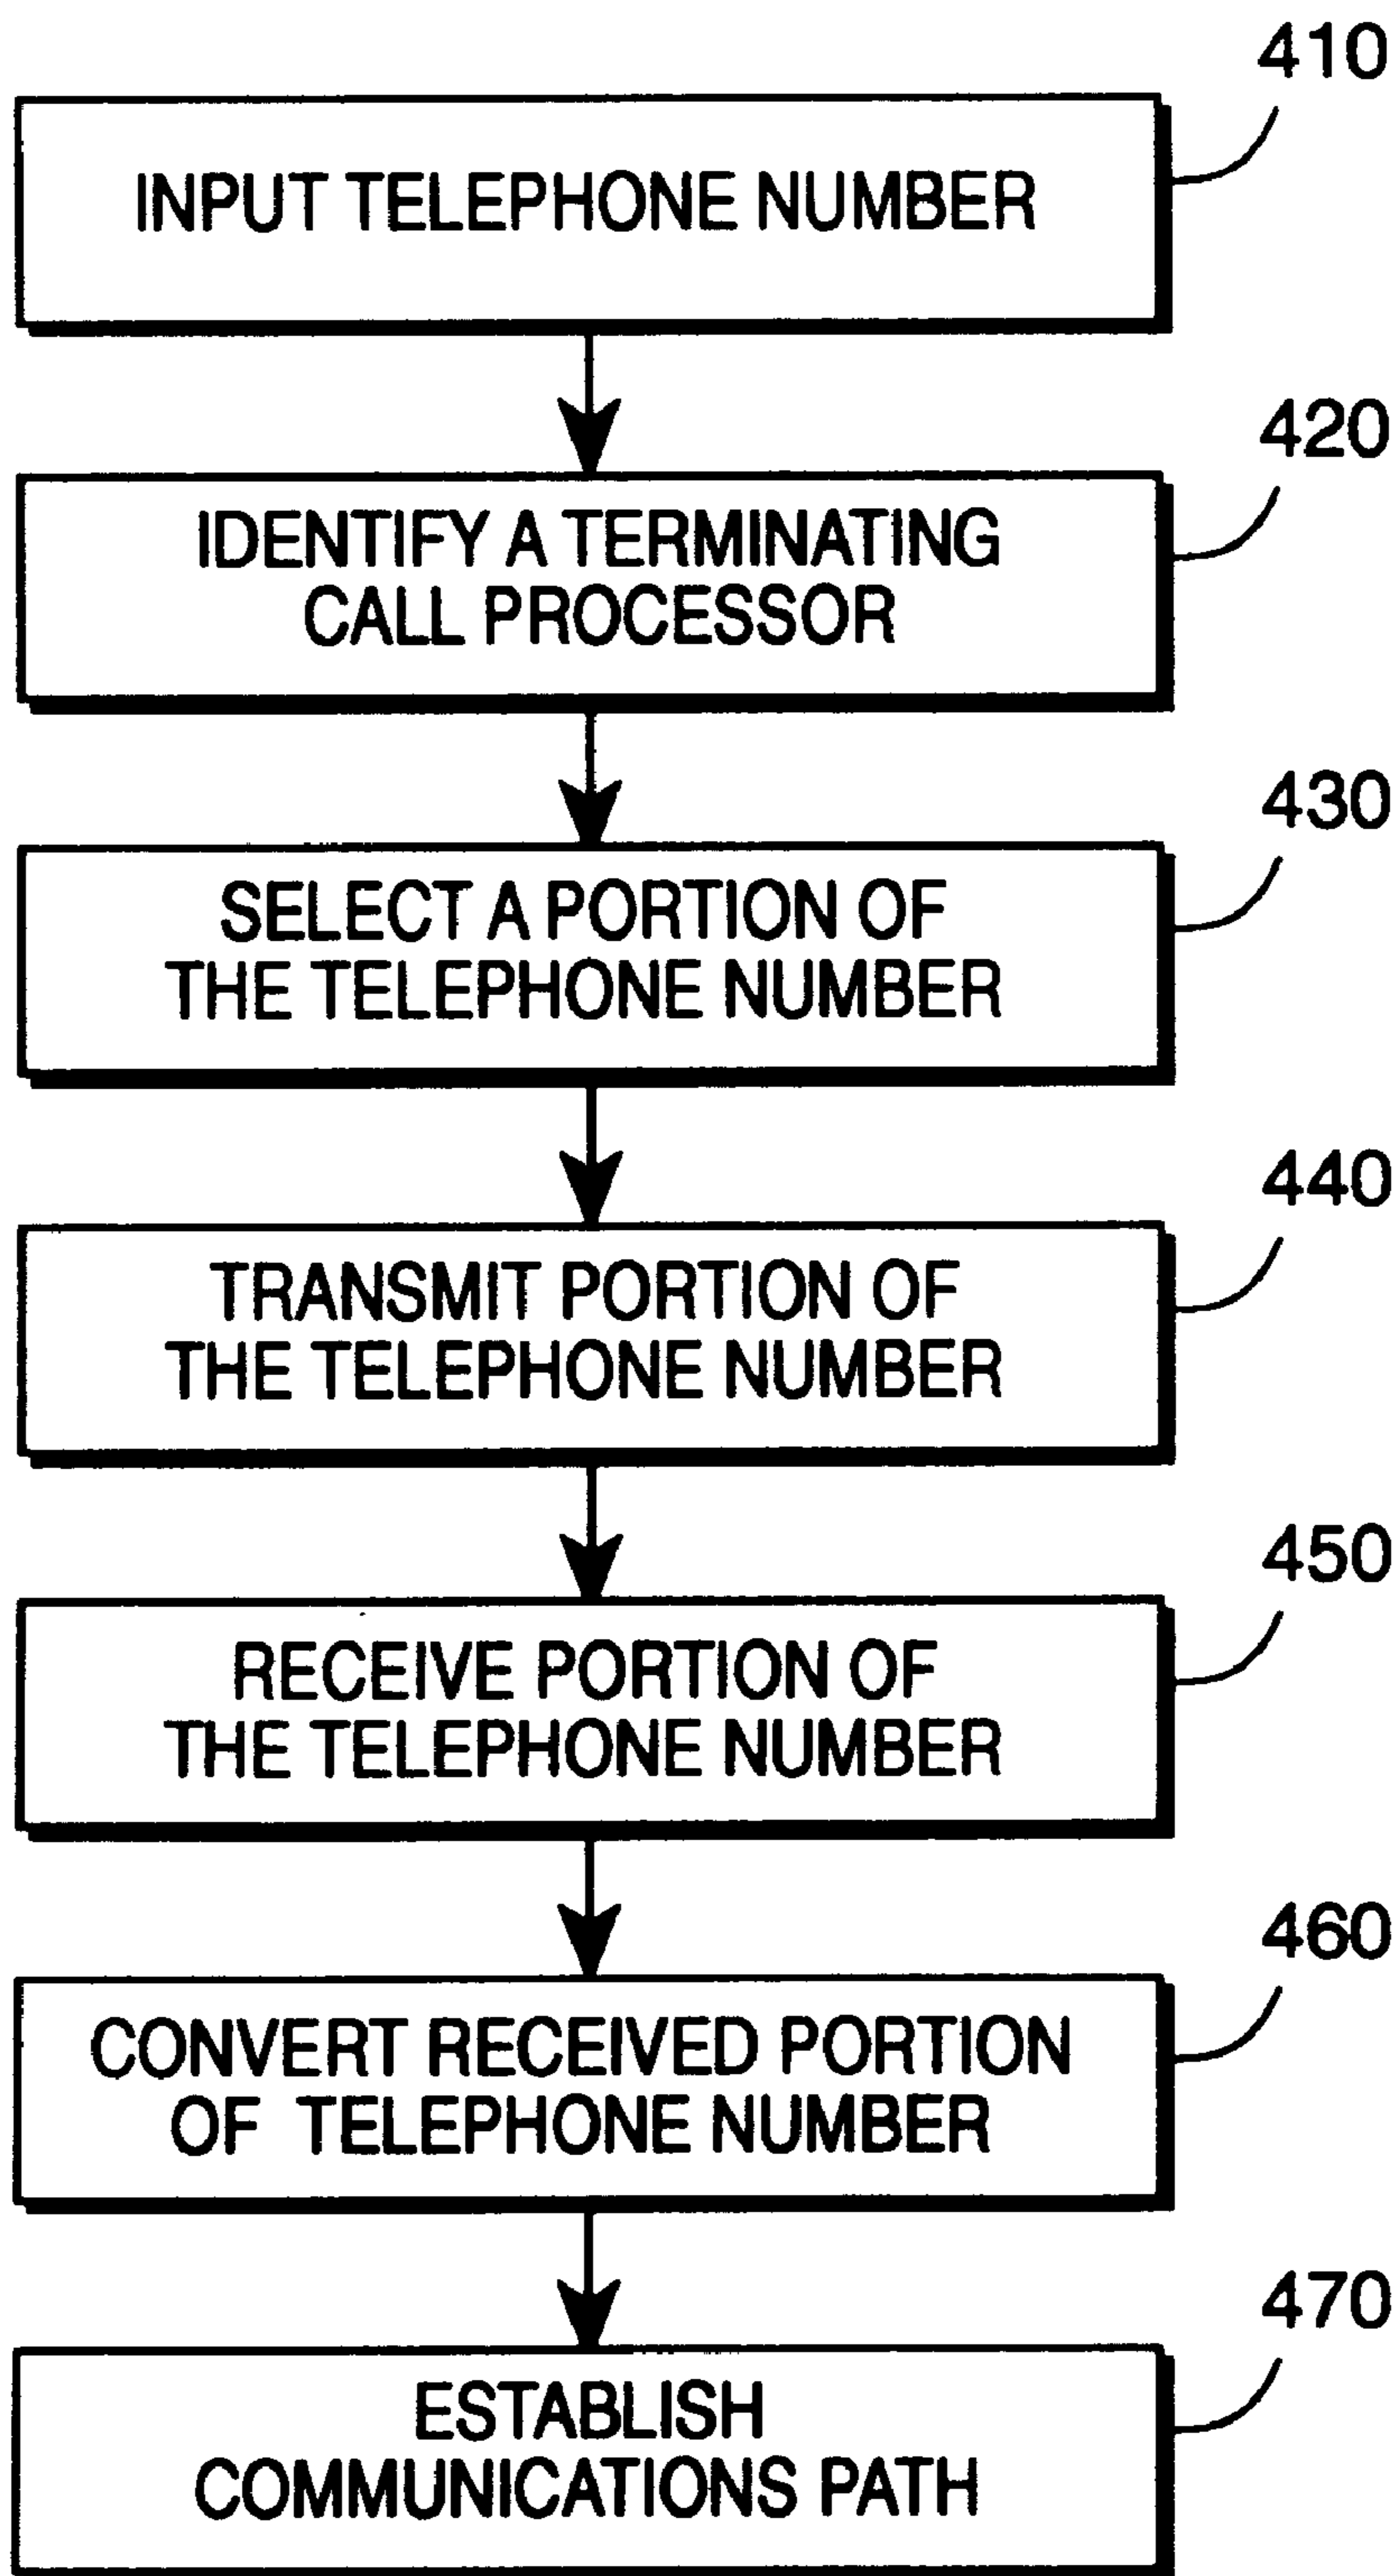 410
INPUT TELEPHONE NUMBER
420
IDENTIFY A TERMINATING
CALL PROCESSOR
430
SELECT A PORTION OF
THE TELEPHONE NUMBER
440
TRANSMIT PORTION OF
THE TELEPHONE NUMBER
450
RECEIVE PORTION OF
THE TELEPHONE NUMBER
460
CONVERT RECEIVED PORTION
OF TELEPHONE NUMBER
470
ESTABLISH
COMMUNICATIONS PATH